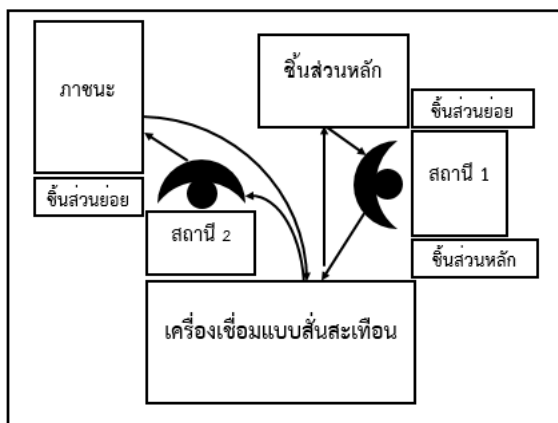 ภาชนะ
ชิ้นส่วนหลัก
ชิ้นส่วนย่อย
สถานี 1
ชิ้นส่วนย่อย
สถานี 2
ชิ้นส่วนหลัก
เครื่องเชื่อมแบบสั่นสะเทือน